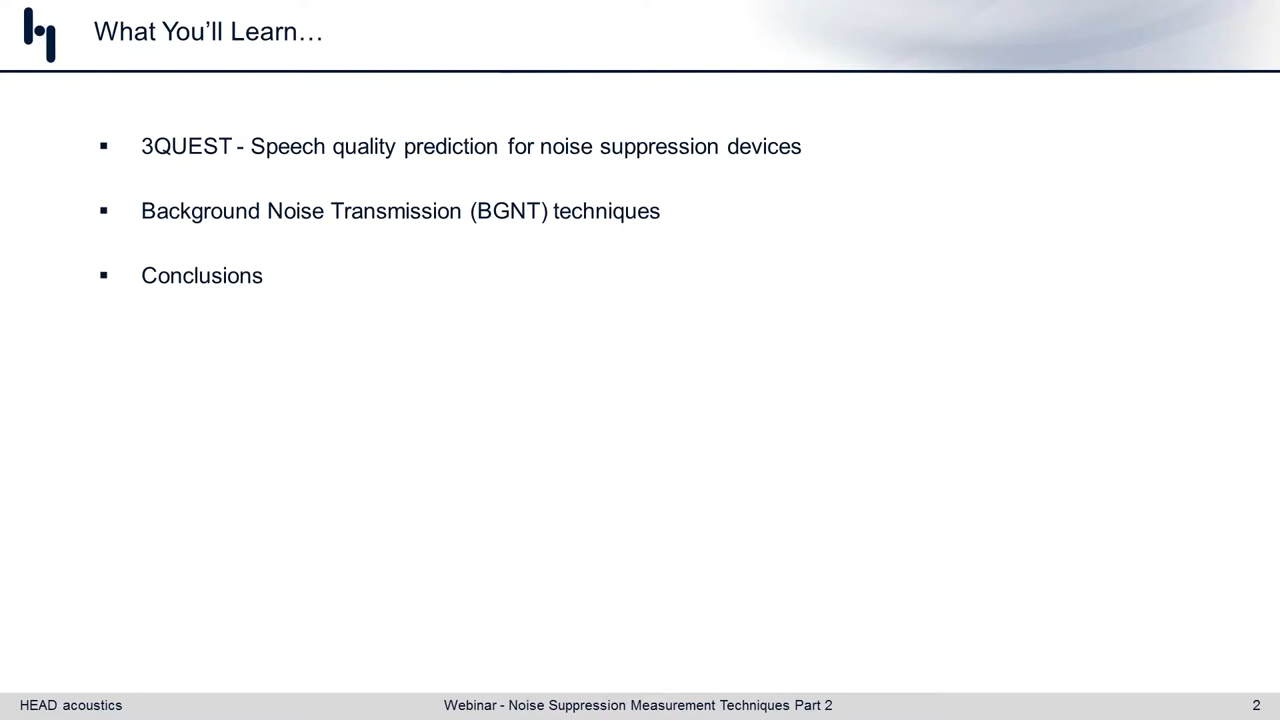 What You’ll Learn…
▪ 3QUEST - Speech quality prediction for noise suppression devices
▪ Background Noise Transmission (BGNT) techniques
▪ Conclusions
HEAD acoustics
Webinar - Noise Suppression Measurement Techniques Part 2
2